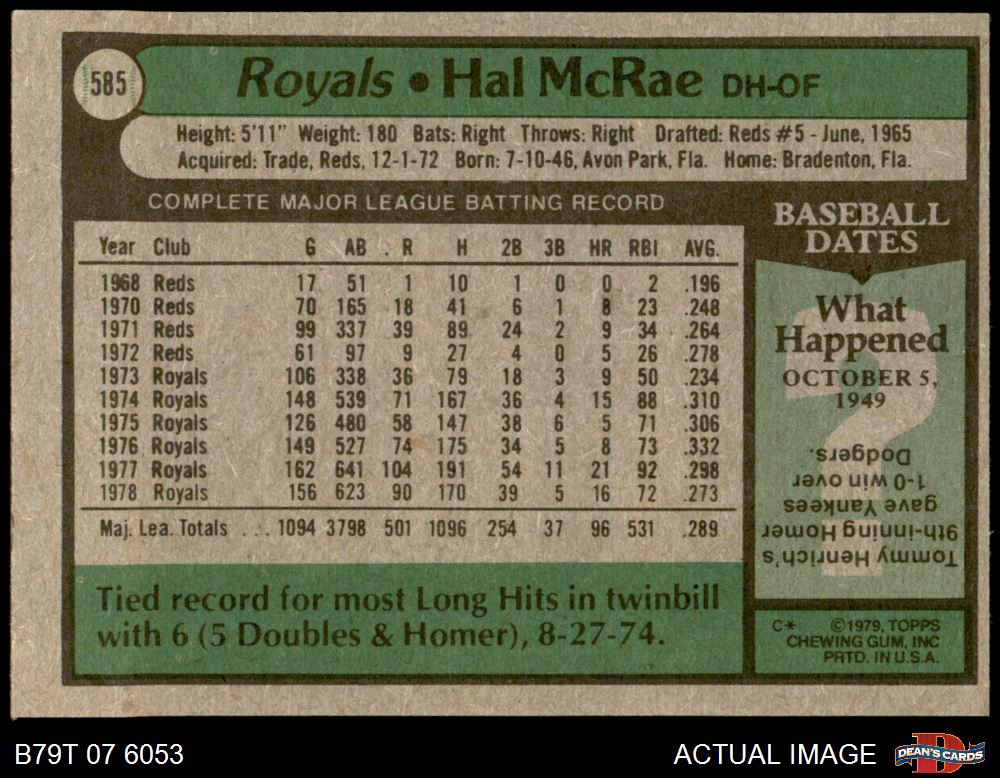 585
Royals • Hal McRae DH-OF
Height: 5'11" Weight: 180 Bats: Right Throws: Right Drafted: Reds #5 - June, 1965
Acquired: Trade, Reds, 12-1-72 Born: 7-10-46, Avon Park, Fla. Home: Bradenton, Fla.
COMPLETE MAJOR LEAGUE BATTING RECORD
Year Club G AB R H 2B 3B HR RBI AVG.
1968 Reds 17 51 1 10 1 0 0 2 .196
1970 Reds 70 165 18 41 6 1 8 23 .248
1971 Reds 99 337 39 89 24 2 9 34 .264
1972 Reds 61 97 9 27 4 0 5 26 .278
1973 Royals 106 338 36 79 18 3 9 50 .234
1974 Royals 148 539 71 167 36 4 15 88 .310
1975 Royals 126 480 58 147 38 6 5 71 .306
1976 Royals 149 527 74 175 34 5 8 73 .332
1977 Royals 162 641 104 191 54 11 21 92 .298
1978 Royals 156 623 90 170 39 5 16 72 .273
Maj. Lea. Totals ... 1094 3798 501 1096 254 37 96 531 .289
Tied record for most Long Hits in twinbill
with 6 (5 Doubles & Homer), 8-27-74.
BASEBALL
DATES
What
Happened
OCTOBER 5,
1949
?
Tommy Henrich's
9th-inning Homer
gave Yankees
1-0 win over
Dodgers.
C* ©1979, TOPPS
CHEWING GUM, INC
PRTD. IN U.S.A.
B79T 07 6053
ACTUAL IMAGE
DEAN'S CARDS